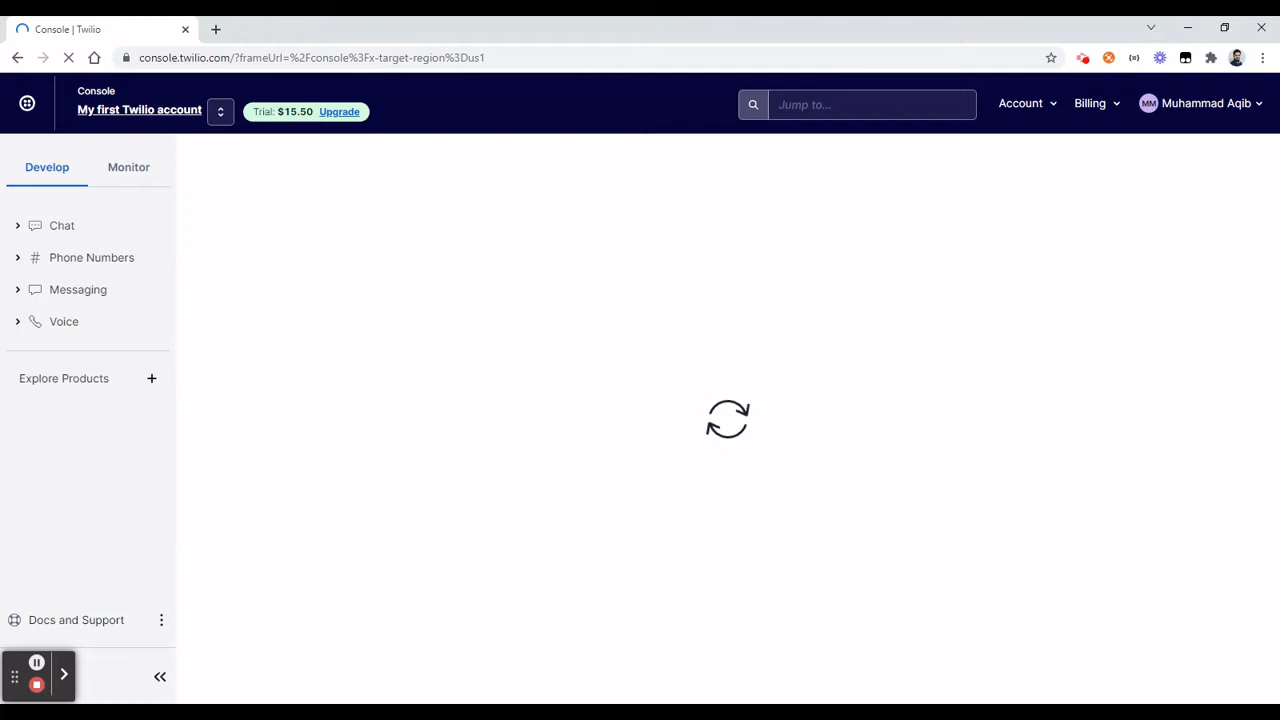 Console | Twilio
console.twilio.com/?frameUrl=%2Fconsole%3Fx-target-region%3Dus1
Console
My first Twilio account
Trial: $15.50 Upgrade
Jump to...
Account
Billing
MM Muhammad Aqib
Develop
Monitor
Chat
# Phone Numbers
Messaging
Voice
Explore Products +
Docs and Support